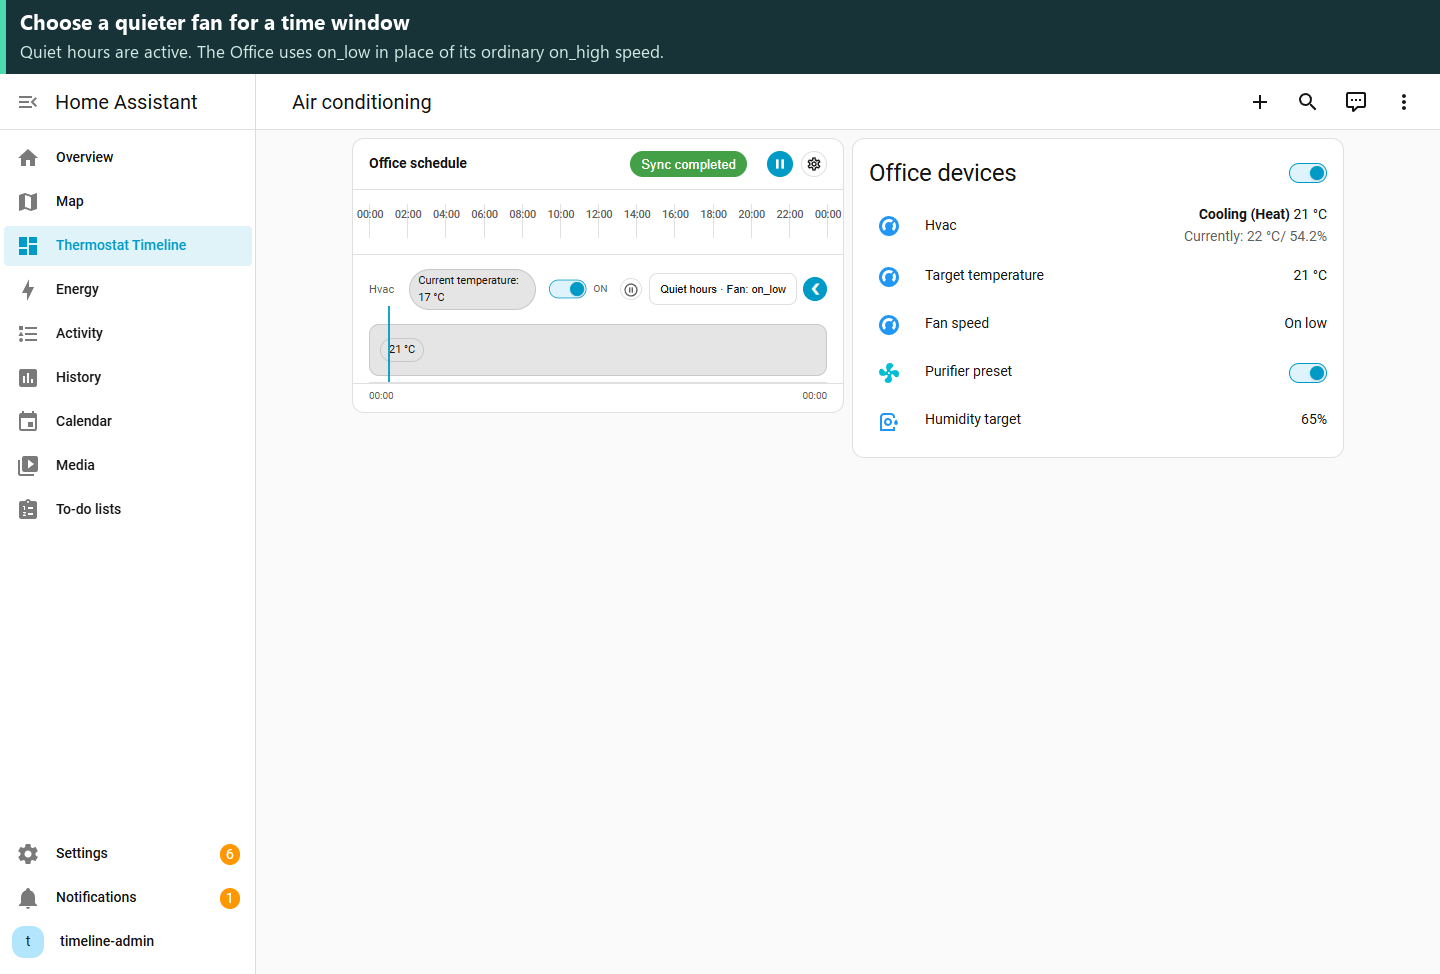 Choose a quieter fan for a time window
Quiet hours are active. The Office uses on_low in place of its ordinary on_high speed.
Home Assistant
Air conditioning
Overview
Map
Thermostat Timeline
Energy
Activity
History
Calendar
Media
To-do lists
Settings
6
Notifications
1
t
timeline-admin
Office schedule
Sync completed
00:00 02:00 04:00 06:00 08:00 10:00 12:00 14:00 16:00 18:00 20:00 22:00 00:00
Hvac
Current temperature:
17 °C
ON
Quiet hours · Fan: on_low
21 °C
00:00 00:00
Office devices
Hvac
Cooling (Heat) 21 °C
Currently: 22 °C/ 54.2%
Target temperature 21 °C
Fan speed On low
Purifier preset
Humidity target 65%